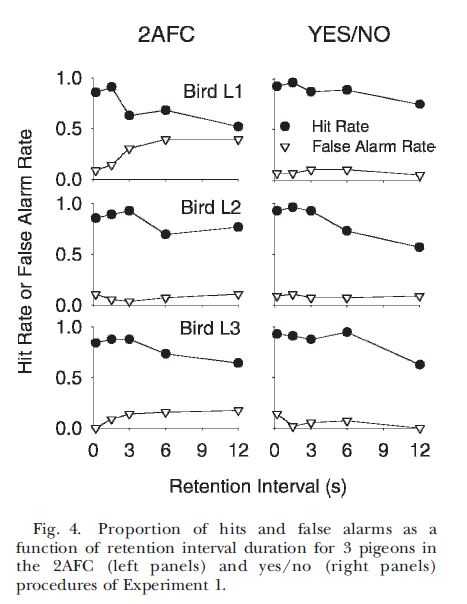 2AFC YES/NO
1.0
Bird L1
0.5
Hit Rate
False Alarm Rate
0.0
1.0
Bird L2
0.5
0.0
1.0
Bird L3
0.5
0.0
0 3 6 9 12 0 3 6 9 12
Hit Rate or False Alarm Rate
Retention Interval (s)
Fig. 4. Proportion of hits and false alarms as a
function of retention interval duration for 3 pigeons in
the 2AFC (left panels) and yes/no (right panels)
procedures of Experiment 1.